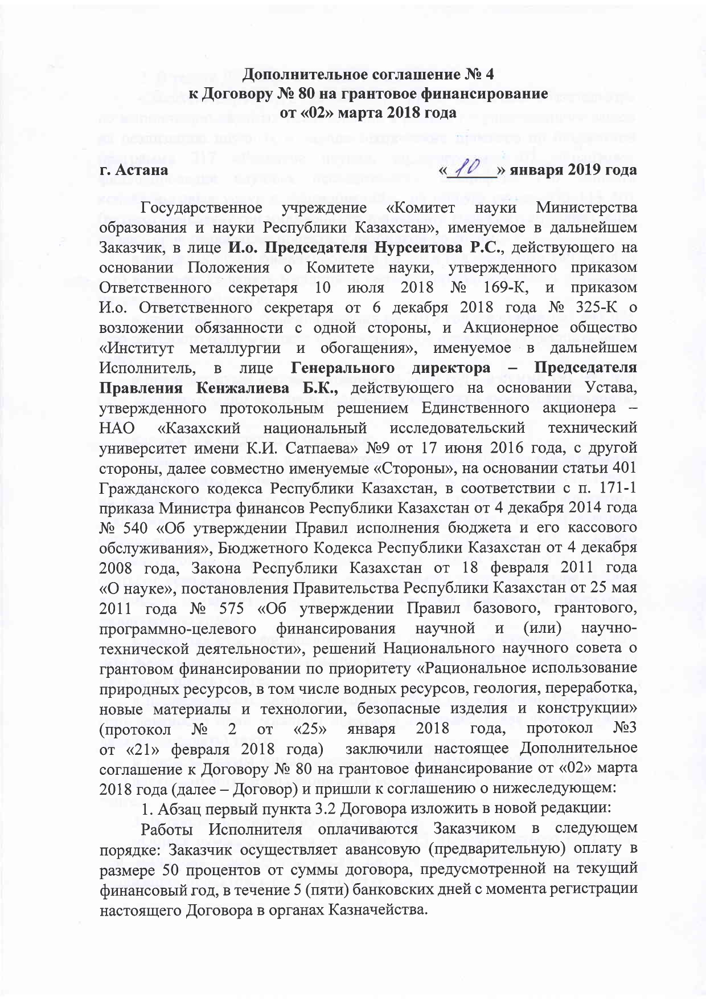 Дополнительное соглашение № 4
к Договору № 80 на грантовое финансирование
от «02» марта 2018 года
г. Астана «10» января 2019 года
Государственное учреждение «Комитет науки Министерства
образования и науки Республики Казахстан», именуемое в дальнейшем
Заказчик, в лице И.о. Председателя Нурсеитова Р.С., действующего на
основании Положения о Комитете науки, утвержденного приказом
Ответственного секретаря 10 июля 2018 № 169-К, и приказом
И.о. Ответственного секретаря от 6 декабря 2018 года № 325-К о
возложении обязанности с одной стороны, и Акционерное общество
«Институт металлургии и обогащения», именуемое в дальнейшем
Исполнитель, в лице Генерального директора – Председателя
Правления Кенжалиева Б.К., действующего на основании Устава,
утвержденного протокольным решением Единственного акционера –
НАО «Казахский национальный исследовательский технический
университет имени К.И. Сатпаева» №9 от 17 июня 2016 года, с другой
стороны, далее совместно именуемые «Стороны», на основании статьи 401
Гражданского кодекса Республики Казахстан, в соответствии с п. 171-1
приказа Министра финансов Республики Казахстан от 4 декабря 2014 года
№ 540 «Об утверждении Правил исполнения бюджета и его кассового
обслуживания», Бюджетного Кодекса Республики Казахстан от 4 декабря
2008 года, Закона Республики Казахстан от 18 февраля 2011 года
«О науке», постановления Правительства Республики Казахстан от 25 мая
2011 года № 575 «Об утверждении Правил базового, грантового,
программно-целевого финансирования научной и (или) научно-
технической деятельности», решений Национального научного совета о
грантовом финансировании по приоритету «Рациональное использование
природных ресурсов, в том числе водных ресурсов, геология, переработка,
новые материалы и технологии, безопасные изделия и конструкции»
(протокол № 2 от «25» января 2018 года, протокол №3
от «21» февраля 2018 года) заключили настоящее Дополнительное
соглашение к Договору № 80 на грантовое финансирование от «02» марта
2018 года (далее – Договор) и пришли к соглашению о нижеследующем:
1. Абзац первый пункта 3.2 Договора изложить в новой редакции:
Работы Исполнителя оплачиваются Заказчиком в следующем
порядке: Заказчик осуществляет авансовую (предварительную) оплату в
размере 50 процентов от суммы договора, предусмотренной на текущий
финансовый год, в течение 5 (пяти) банковских дней с момента регистрации
настоящего Договора в органах Казначейства.